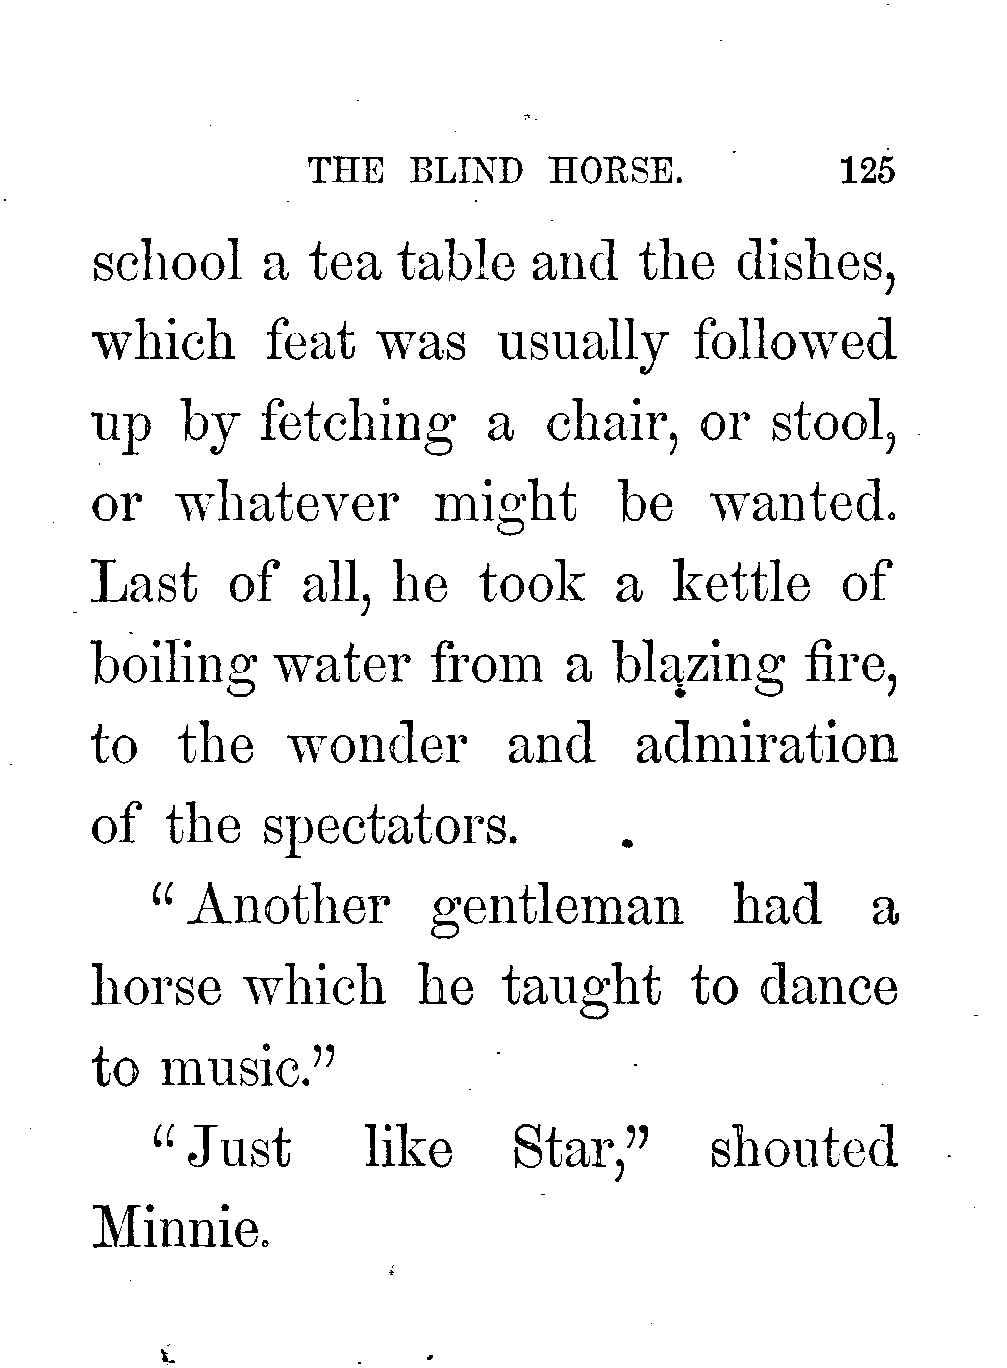 THE BLIND HORSE. 125
school a tea table and the dishes,
which feat was usually followed
up by fetching a chair, or stool,
or whatever might be wanted.
Last of all, he took a kettle of
boiling water from a blazing fire,
to the wonder and admiration
of the spectators.
“Another gentleman had a
horse which he taught to dance
to music.”
“Just like Star,” shouted
Minnie.